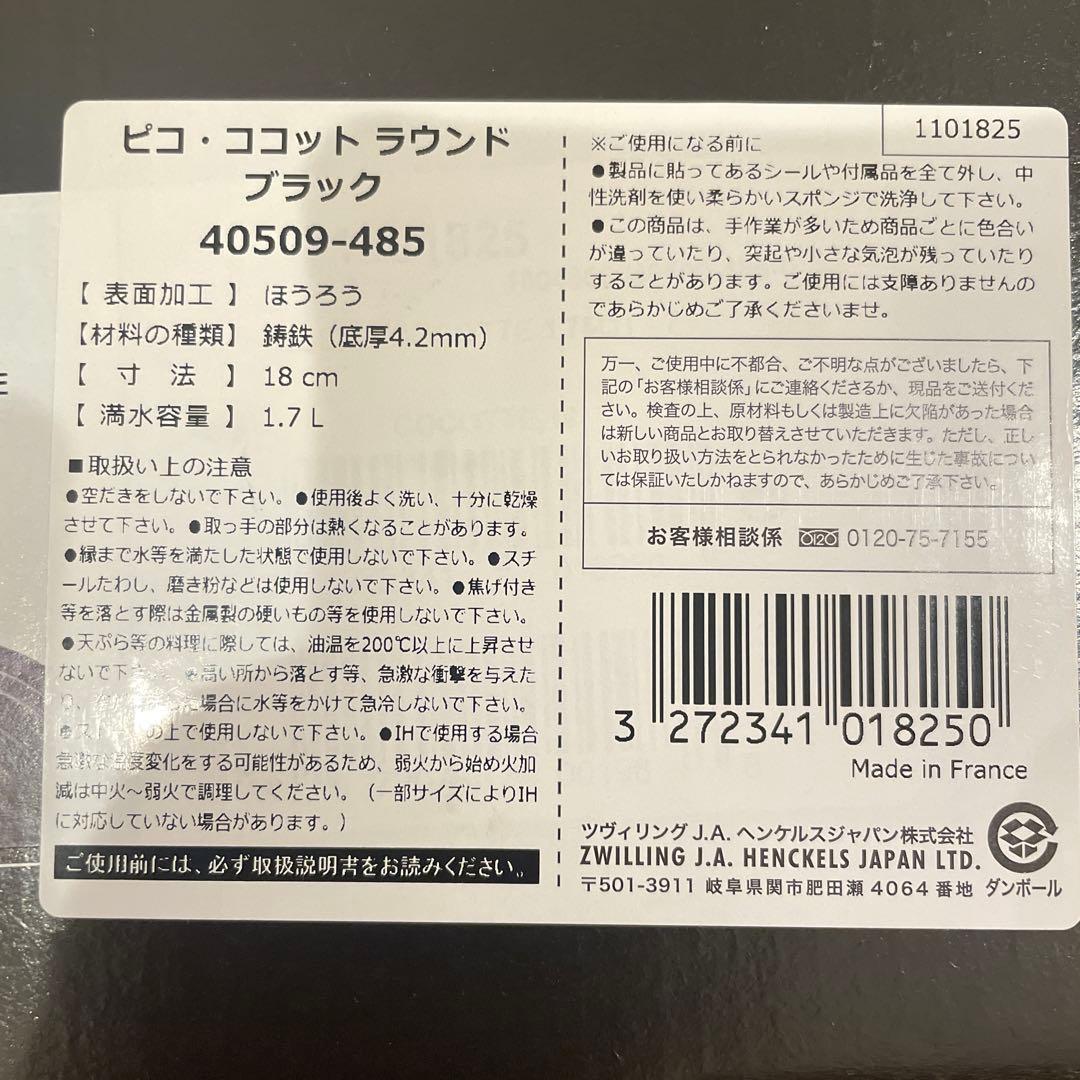 ピコ・ココット ラウンド
ブラック
40509-485
【 表面加工 】 ほうろう
【材料の種類】 鋳鉄（底厚4.2mm）
【 寸 法 】 18 cm
【 満水容量 】 1.7 L
■取扱い上の注意
●空だきをしないで下さい。●使用後よく洗い、十分に乾燥
させて下さい。●取っ手の部分は熱くなることがあります。
●縁まで水等を満たした状態で使用しないで下さい。●スチ
ールたわし、磨き粉などは使用しないで下さい。●焦げ付き
等を落とす際は金属製の硬いもの等を使用しないで下さい。
●天ぷら等の料理に際しては、油温を200℃以上に上昇させ
ないで下 ●高い所から落とす等、急激な衝撃を与えた
り、 場合に水等をかけて急冷しないで下さい。
の上で使用しないで下さい。●IHで使用する場合
急激な温度変化をする可能性があるため、弱火から始め火加
減は中火～弱火で調理してください。（一部サイズによりIH
に対応していない場合があります。）
ご使用前には、必ず取扱説明書をお読みください。
1101825
※ご使用になる前に
●製品に貼ってあるシールや付属品を全て外し、中
性洗剤を使い柔らかいスポンジで洗浄して下さい。
●この商品は、手作業が多いため商品ごとに色合い
が違っていたり、突起や小さな気泡が残っていたり
することがあります。ご使用には支障ありませんの
であらかじめご了承くださいませ。
万一、ご使用中に不都合、ご不明な点がございましたら、下
記の「お客様相談係」にご連絡くださるか、現品をご送付くだ
さい。検査の上、原材料もしくは製造上に欠陥があった場合
は新しい商品とお取り替えさせていただきます。ただし、正し
いお取り扱い方法をとられなかったために生じた事故につい
ては保証いたしかねますので、あらかじめご了承下さい。
お客様相談係 0120-75-7155
3 272341 018250
Made in France
ツヴィリング J.A. ヘンケルスジャパン株式会社
ZWILLING J.A. HENCKELS JAPAN LTD.
〒501-3911 岐阜県関市肥田瀬 4064 番地
ダンボール
E